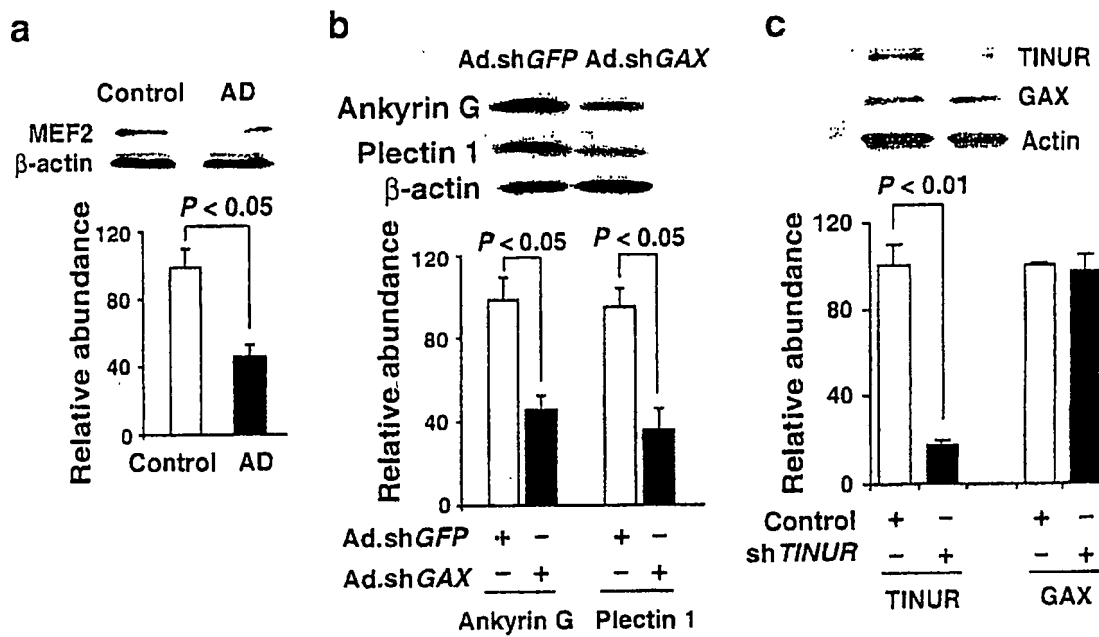 a
Control AD
MEF2
β-actin
P < 0.05
Relative abundance
120
80
40
0
Control AD
b
Ad.shGFP Ad.shGAX
Ankyrin G
Plectin 1
β-actin
P < 0.05 P < 0.05
Relative abundance
120
80
40
0
Ad.shGFP + − + −
Ad.shGAX − + − +
Ankyrin G Plectin 1
c
TINUR
GAX
Actin
P < 0.01
Relative abundance
120
80
40
0
Control + − + −
shTINUR − + − +
TINUR GAX